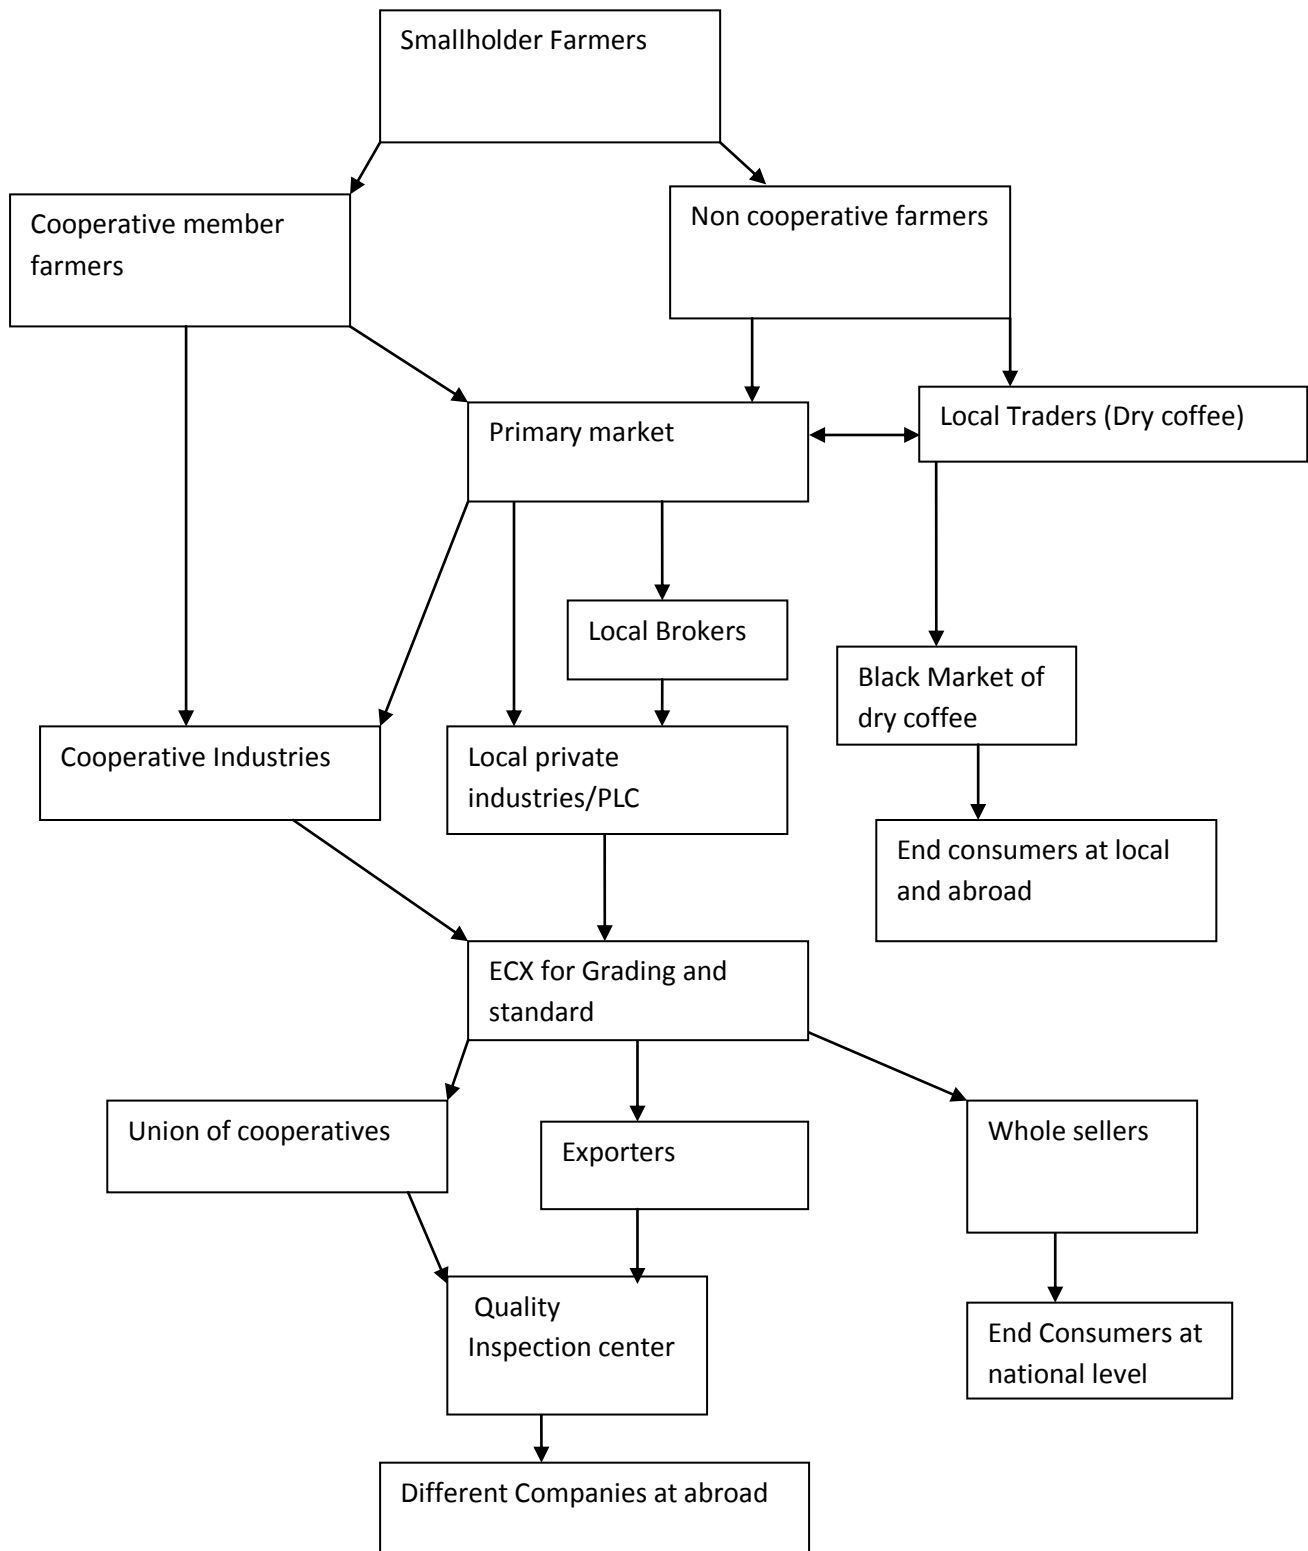 Smallholder Farmers
Cooperative member
farmers
Non cooperative farmers
Primary market
Local Traders (Dry coffee)
Local Brokers
Black Market of
dry coffee
Cooperative Industries
Local private
industries/PLC
End consumers at local
and abroad
ECX for Grading and
standard
Union of cooperatives
Exporters
Whole sellers
Quality
Inspection center
End Consumers at
national level
Different Companies at abroad